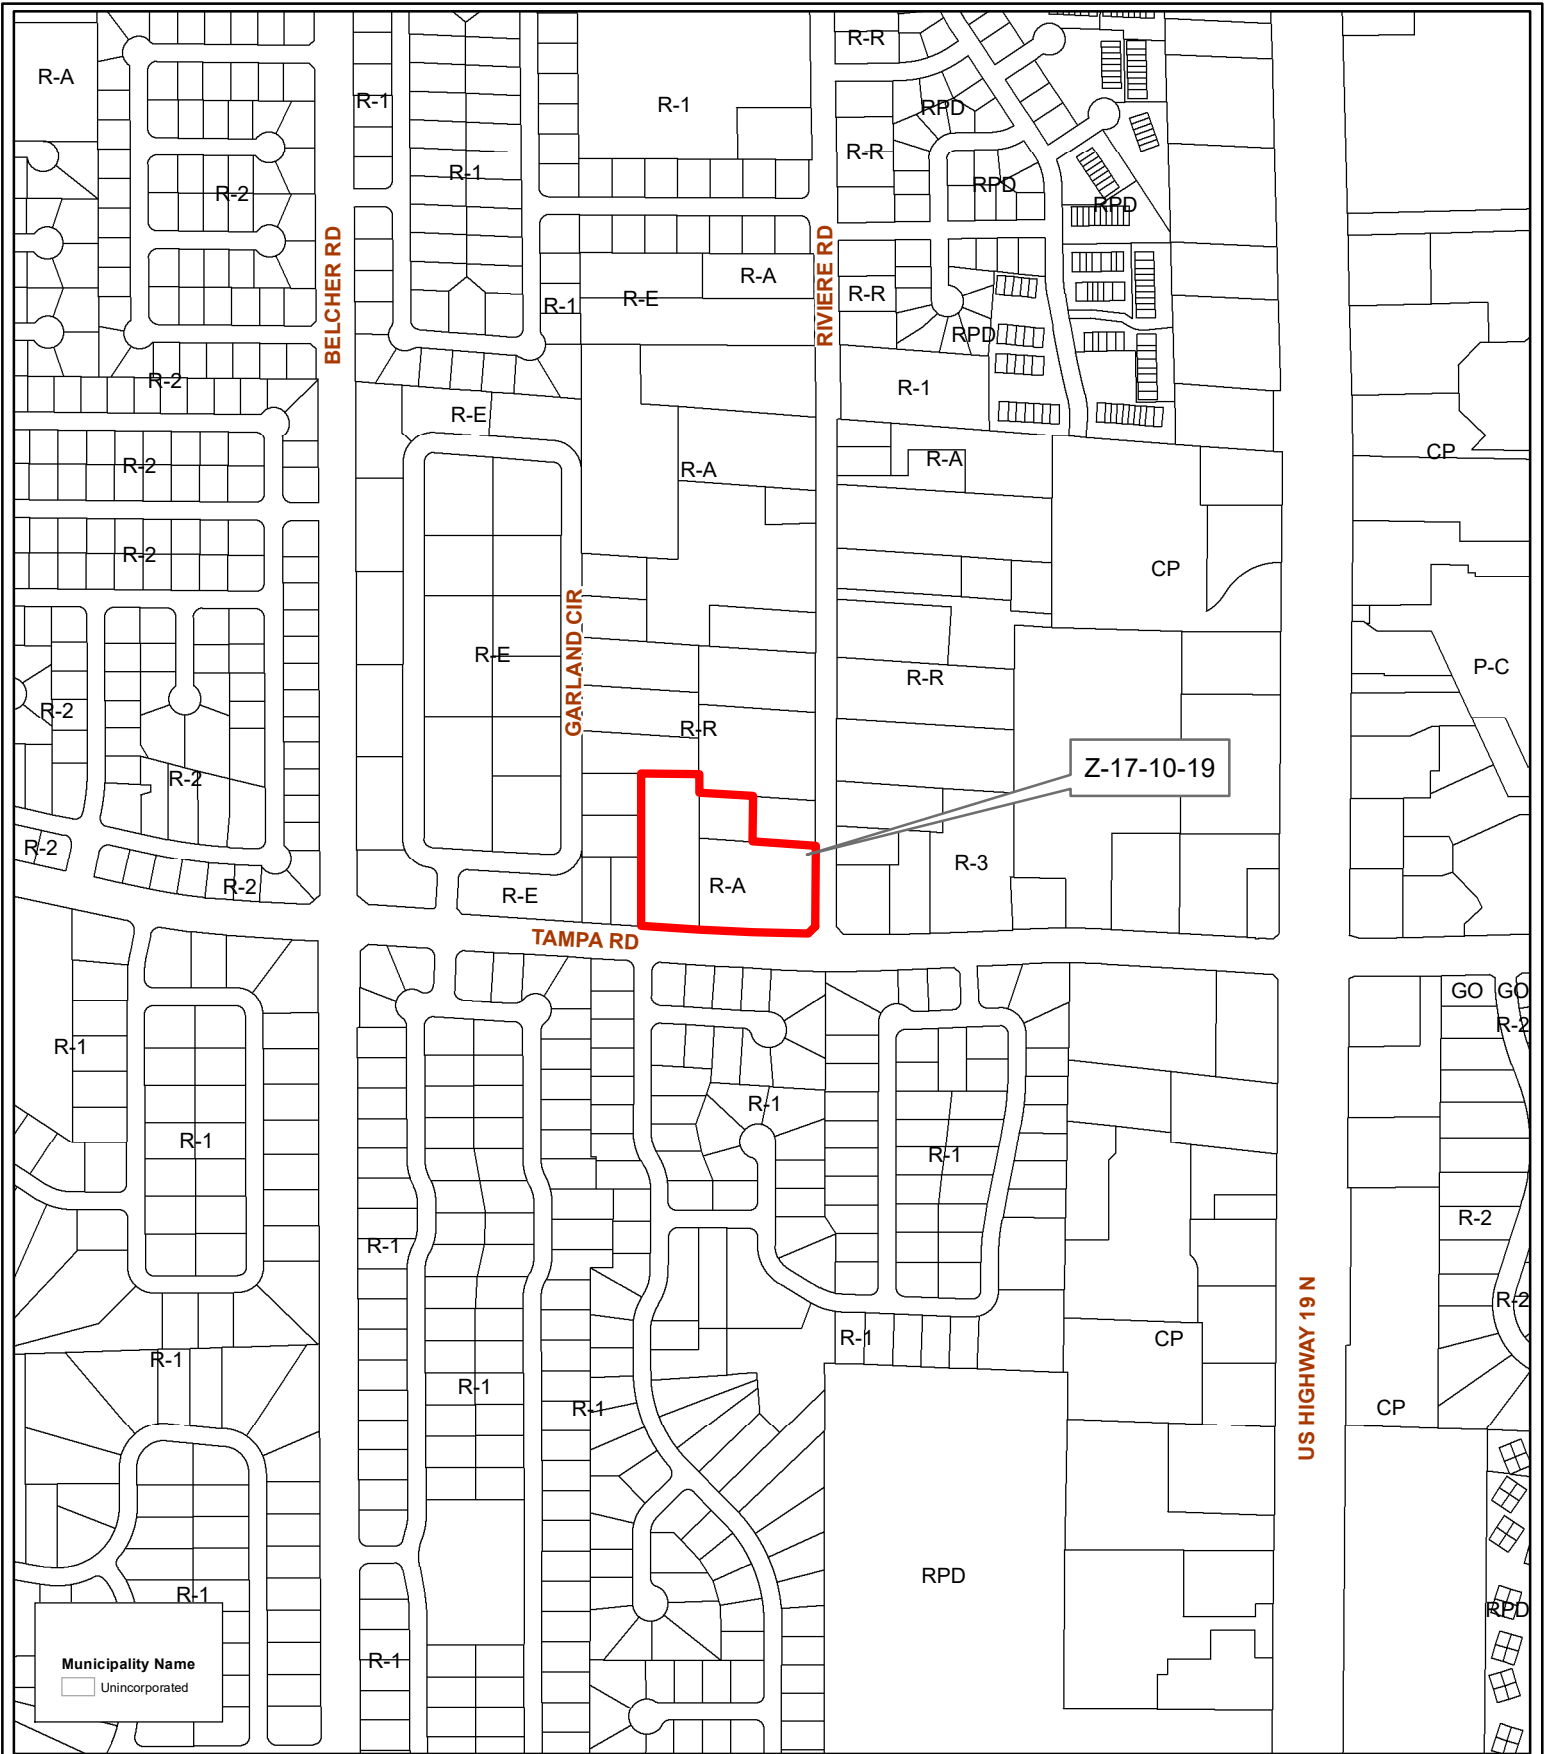 R-R
R-A
R-1
R-1
RPD
R-R
R-1
RPD
R-2
RPD
BELCHER RD
RIVIERE RD
R-A
R-E
R-1
R-R
RPD
R-2
R-1
R-E
CP
R-A
R-A
R-2
R-2
CP
GARLAND CIR
R-E
P-C
R-R
R-2
R-R
Z-17-10-19
R-2
R-2
R-3
R-2
R-A
R-E
TAMPA RD
GO
GO
R-2
R-1
R-1
R-1
R-1
R-2
R-1
US HIGHWAY 19 N
R-2
R-1
CP
R-1
R-1
CP
R-1
RPD
R-1
RPD
R-1
Municipality Name
Unincorporated